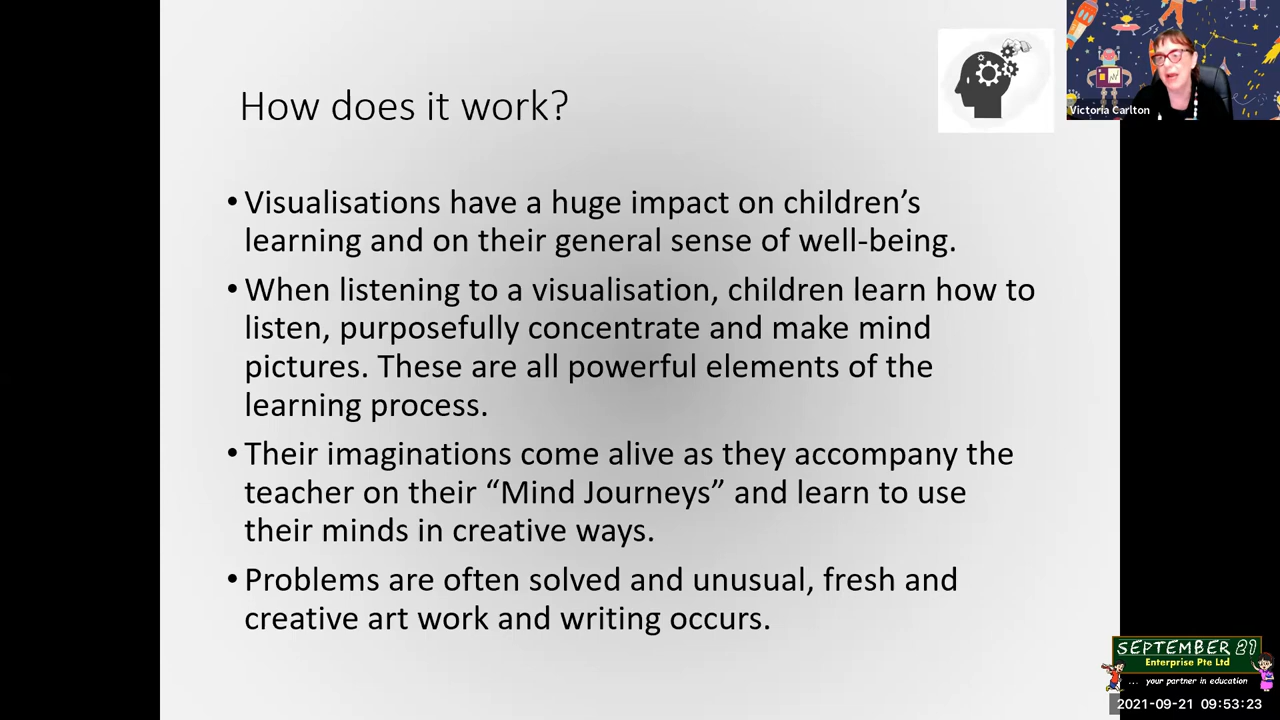 How does it work?
Victoria Carlton
• Visualisations have a huge impact on children’s
learning and on their general sense of well-being.
• When listening to a visualisation, children learn how to
listen, purposefully concentrate and make mind
pictures. These are all powerful elements of the
learning process.
• Their imaginations come alive as they accompany the
teacher on their “Mind Journeys” and learn to use
their minds in creative ways.
• Problems are often solved and unusual, fresh and
creative art work and writing occurs.
SEPTEMBER 21
Enterprise Pte Ltd
... your partner in education
2021-09-21 09:53:23